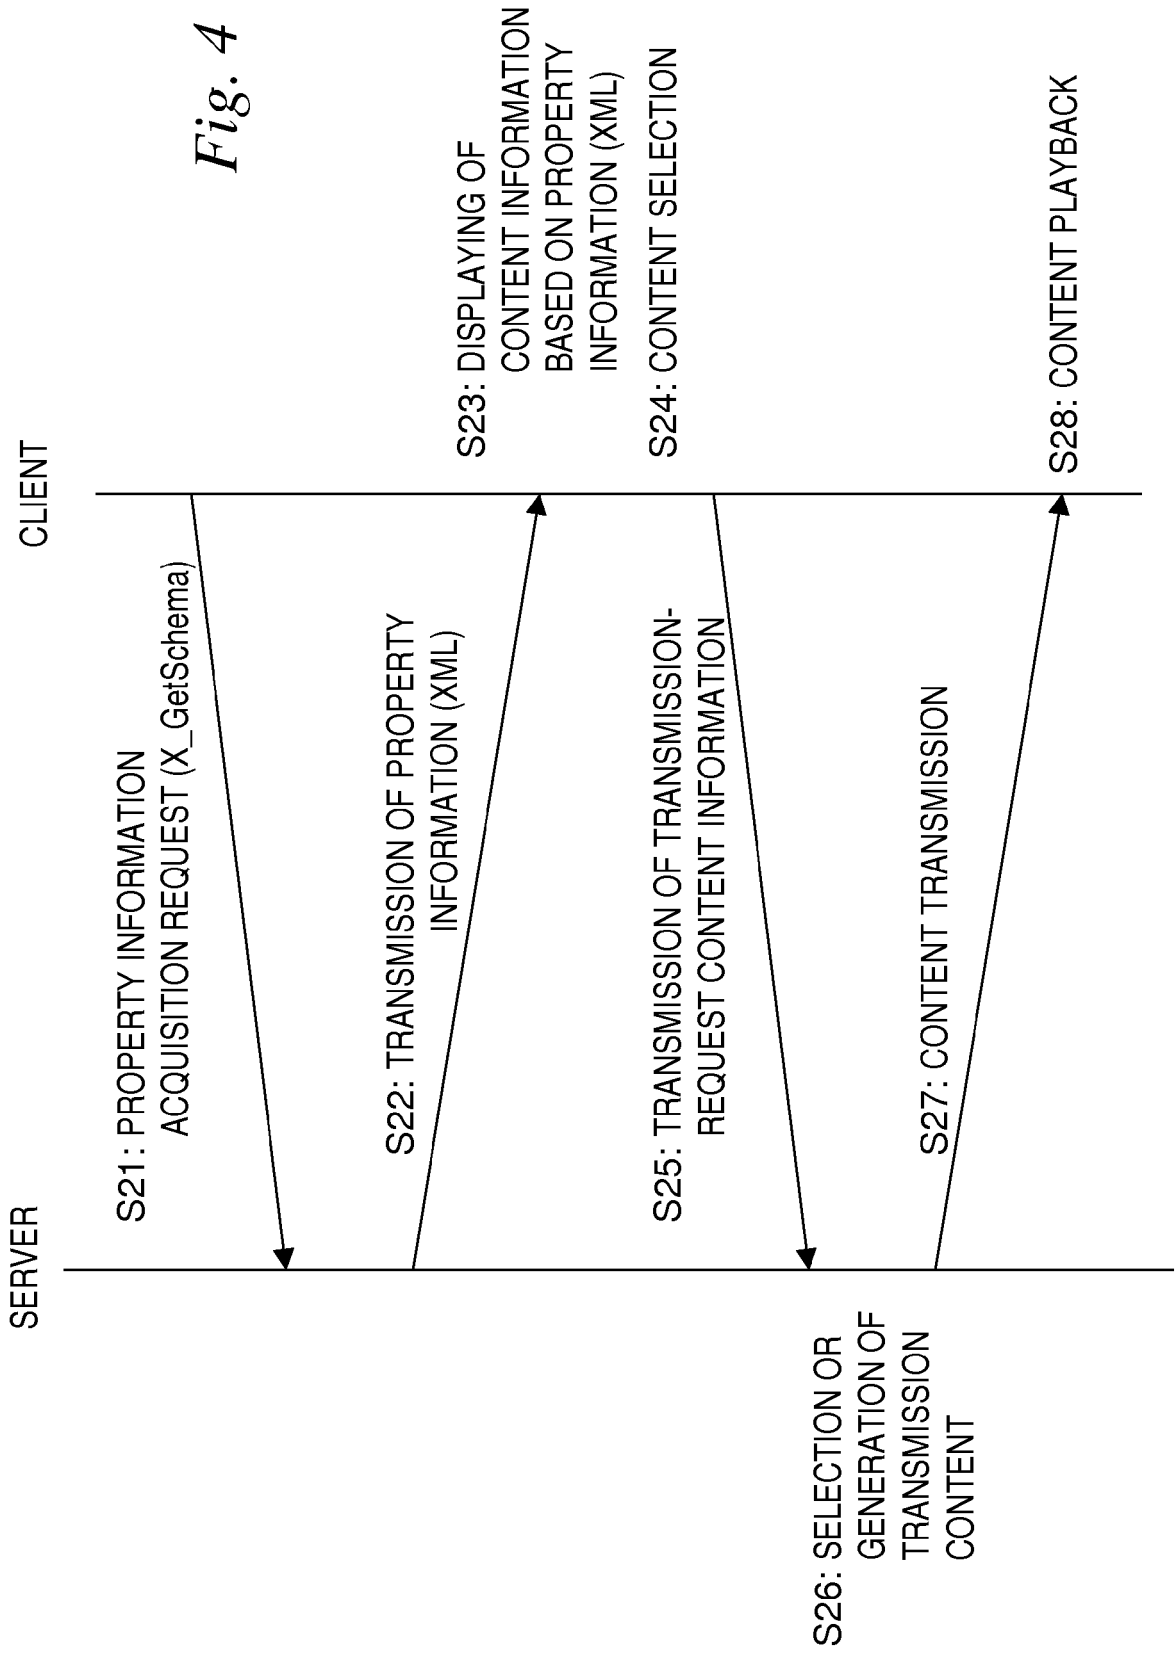 Fig. 4
SERVER
CLIENT
S21: PROPERTY INFORMATION
ACQUISITION REQUEST (X_GetSchema)
S22: TRANSMISSION OF PROPERTY
INFORMATION (XML)
S23: DISPLAYING OF
CONTENT INFORMATION
BASED ON PROPERTY
INFORMATION (XML)
S24: CONTENT SELECTION
S25: TRANSMISSION OF TRANSMISSION-
REQUEST CONTENT INFORMATION
S26: SELECTION OR
GENERATION OF
TRANSMISSION
CONTENT
S27: CONTENT TRANSMISSION
S28: CONTENT PLAYBACK